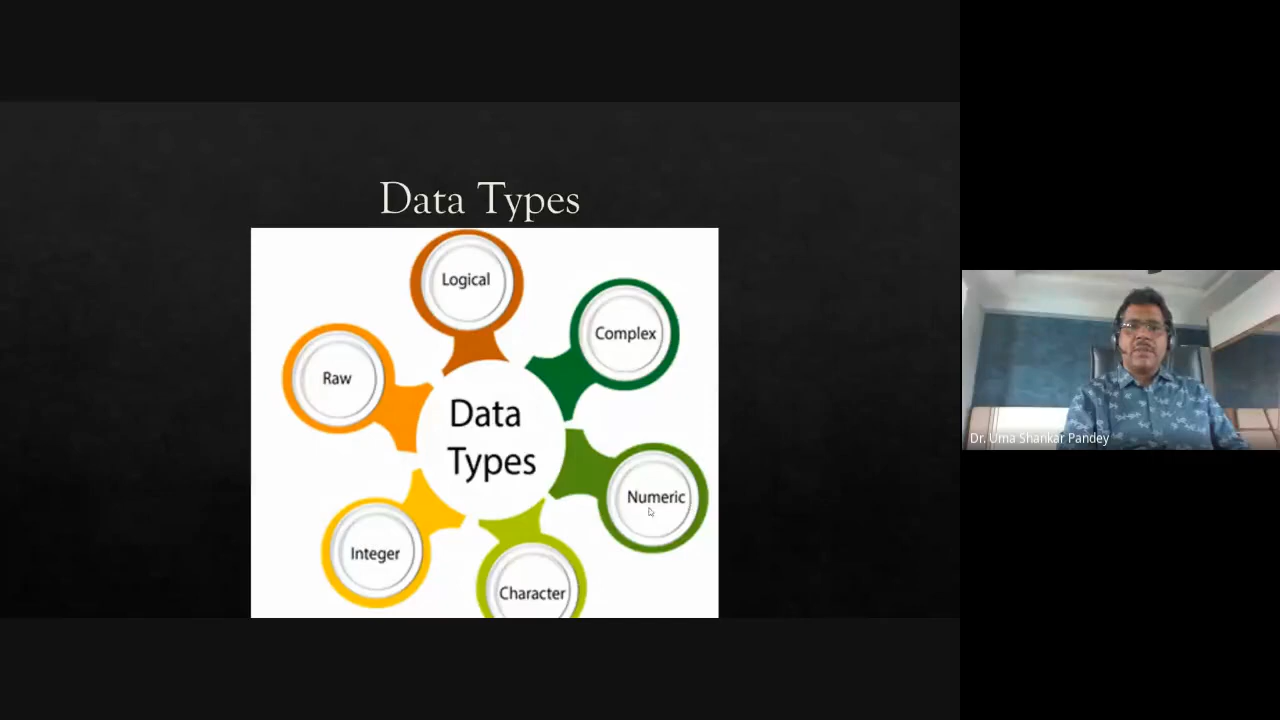 Data Types
Logical
Complex
Raw
Data
Types
Numeric
Integer
Character
Dr. Uma Shankar Pandey